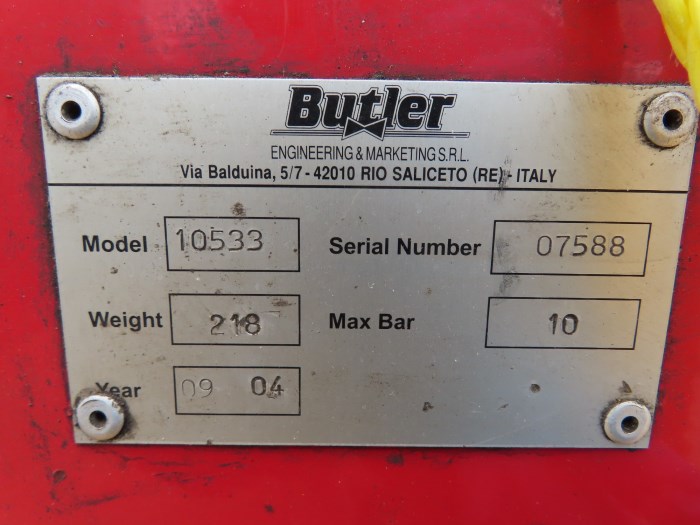 Butler
ENGINEERING & MARKETING S.R.L.
Via Balduina, 5/7 - 42010 RIO SALICETO (RE) - ITALY
Model 10533 Serial Number 07588
Weight 218 Max Bar 10
Year 09 04